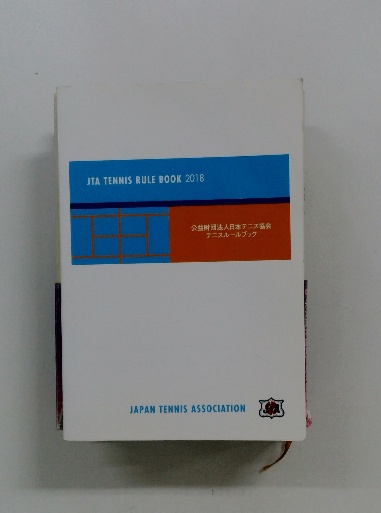 JTA TENNIS RULE BOOK 2018
公益財団法人日本テニス協会
テニスルールブック
JAPAN TENNIS ASSOCIATION